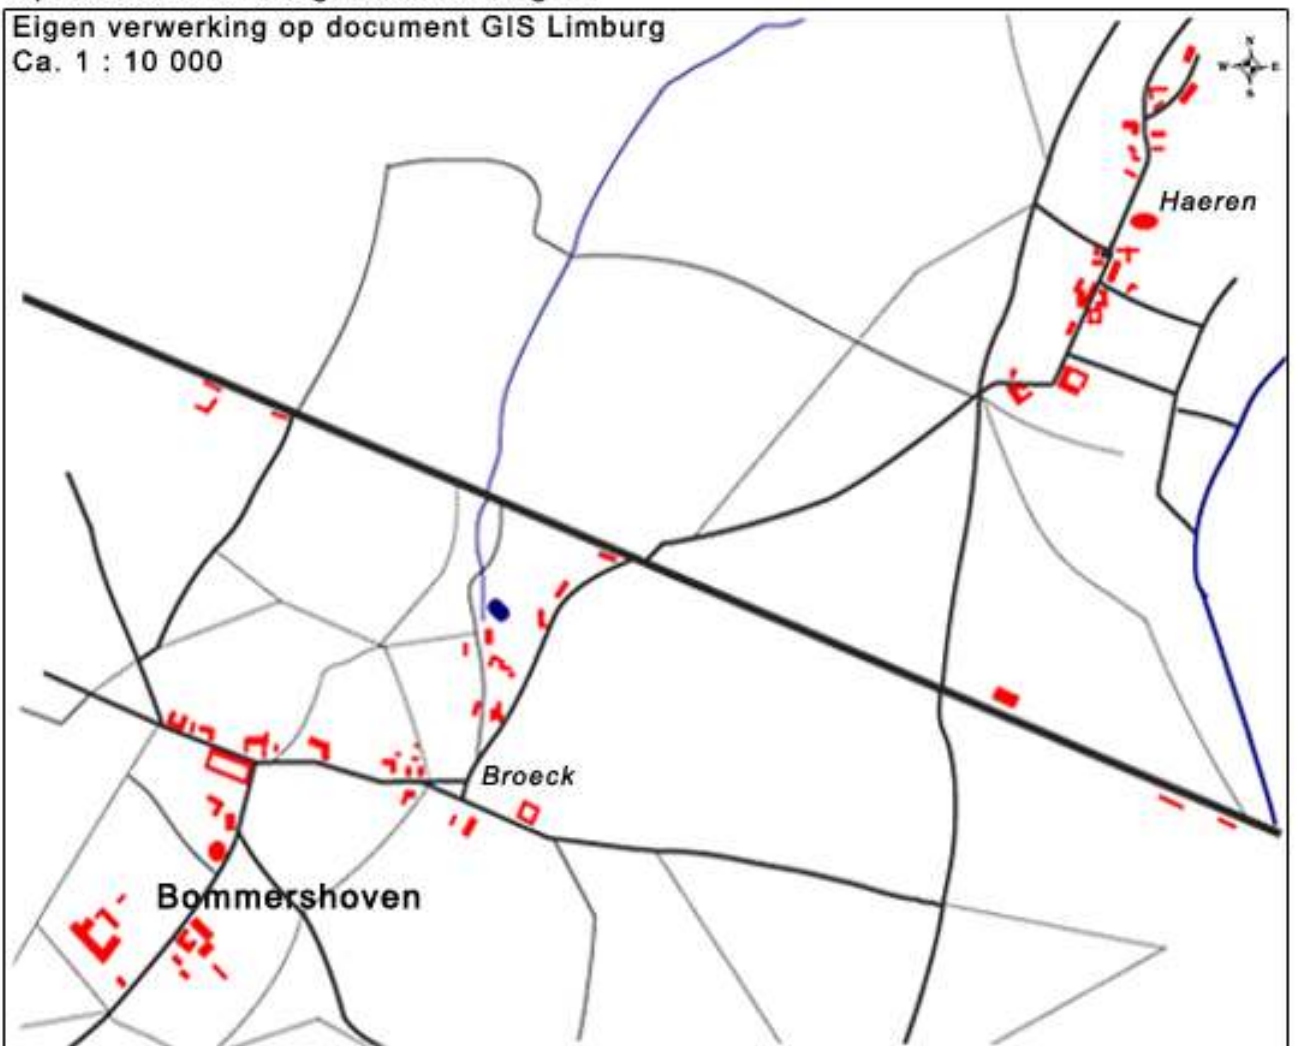 Eigen verwerking op document GIS Limburg
Ca. 1 : 10 000
N
W E
S
Haeren
Broeck
Bommershoven